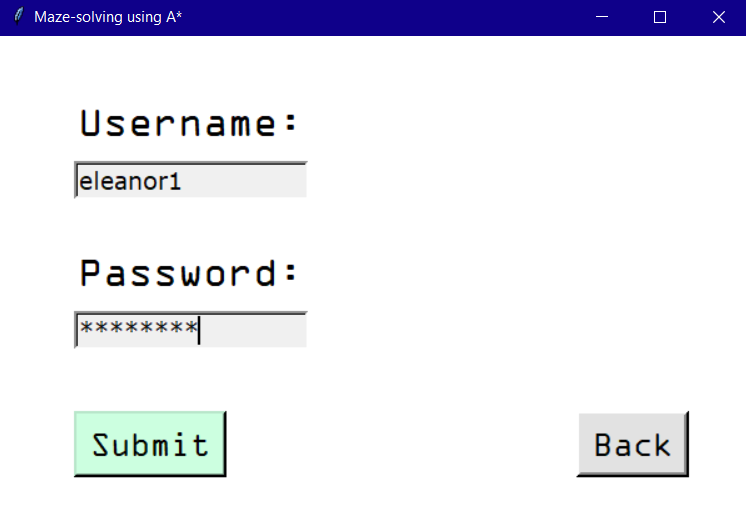 Maze-solving using A*
Username:
eleanor1
Password:
********
Submit
Back